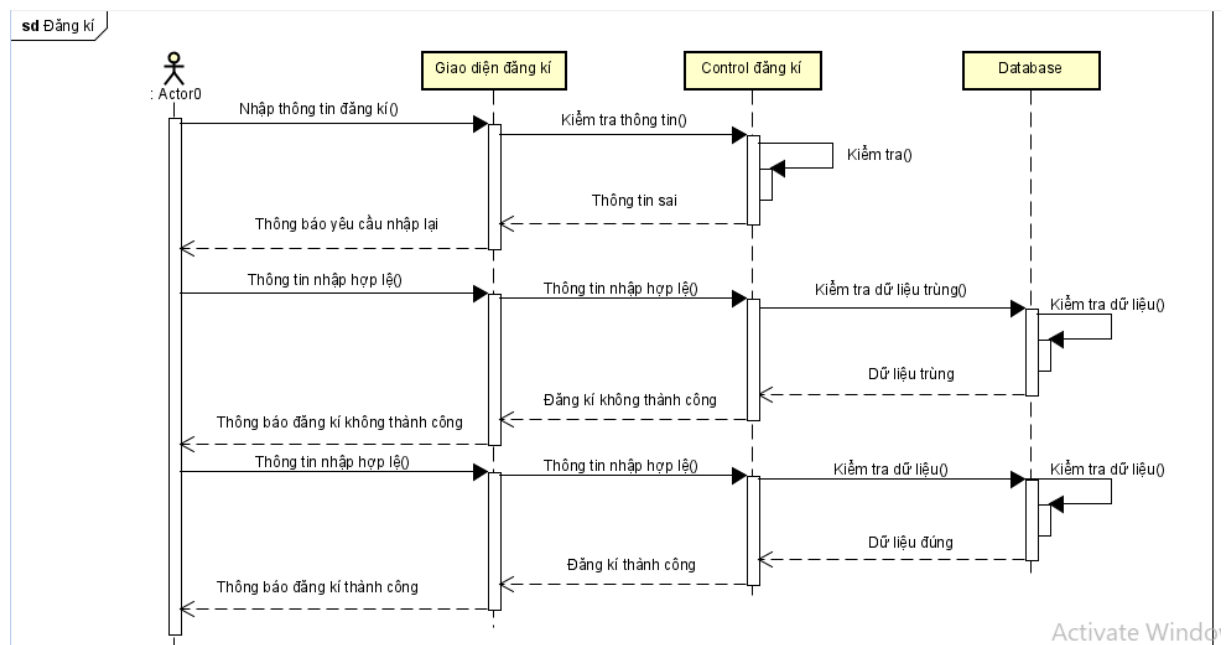 sd Đăng kí
: Actor0
Giao diện đăng kí
Control đăng kí
Database
Nhập thông tin đăng kí()
Kiểm tra thông tin()
Kiểm tra()
Thông tin sai
Thông báo yêu cầu nhập lại
Thông tin nhập hợp lệ()
Thông tin nhập hợp lệ()
Kiểm tra dữ liệu trùng()
Kiểm tra dữ liệu()
Dữ liệu trùng
Đăng kí không thành công
Thông báo đăng kí không thành công
Thông tin nhập hợp lệ()
Thông tin nhập hợp lệ()
Kiểm tra dữ liệu()
Kiểm tra dữ liệu()
Dữ liệu đúng
Đăng kí thành công
Thông báo đăng kí thành công
Activate Window